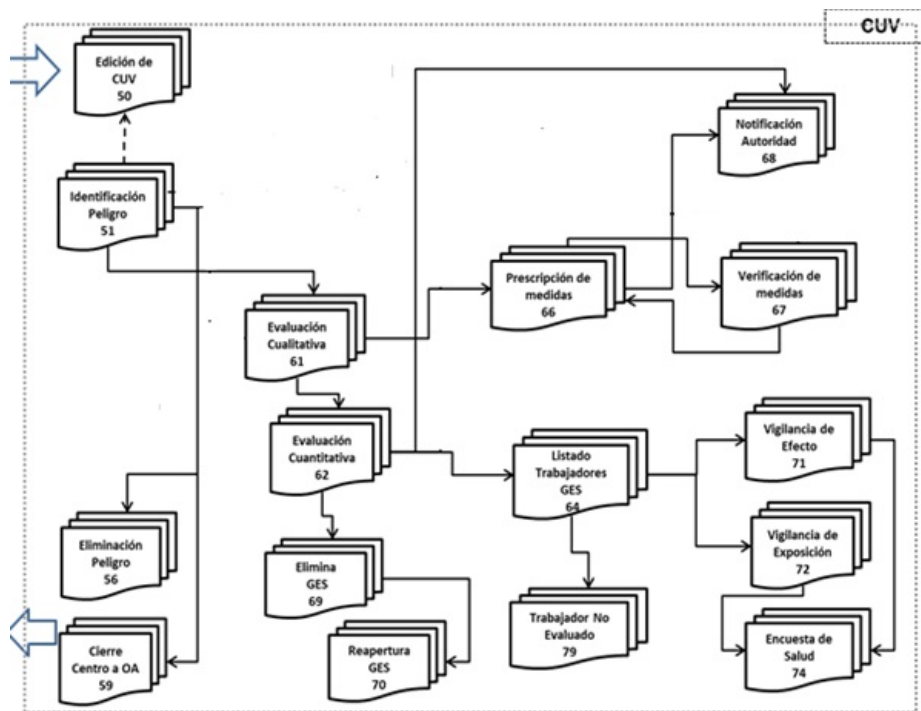 CUV
Edición de
CUV
50
Identificación
Peligro
51
Notificación
Autoridad
68
Prescripción de
medidas
66
Verificación de
medidas
67
Evaluación
Cualitativa
61
Evaluación
Cuantitativa
62
Listado
Trabajadores
GES
64
Vigilancia de
Efecto
71
Vigilancia de
Exposición
72
Eliminación
Peligro
56
Elimina
GES
69
Trabajador No
Evaluado
79
Encuesta de
Salud
74
Cierre
Centro a OA
59
Reapertura
GES
70